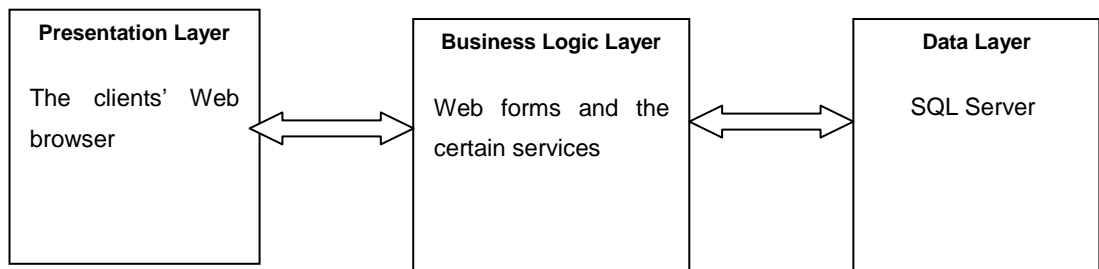 Presentation Layer
The clients’ Web
browser
Business Logic Layer
Web forms and the
certain services
Data Layer
SQL Server